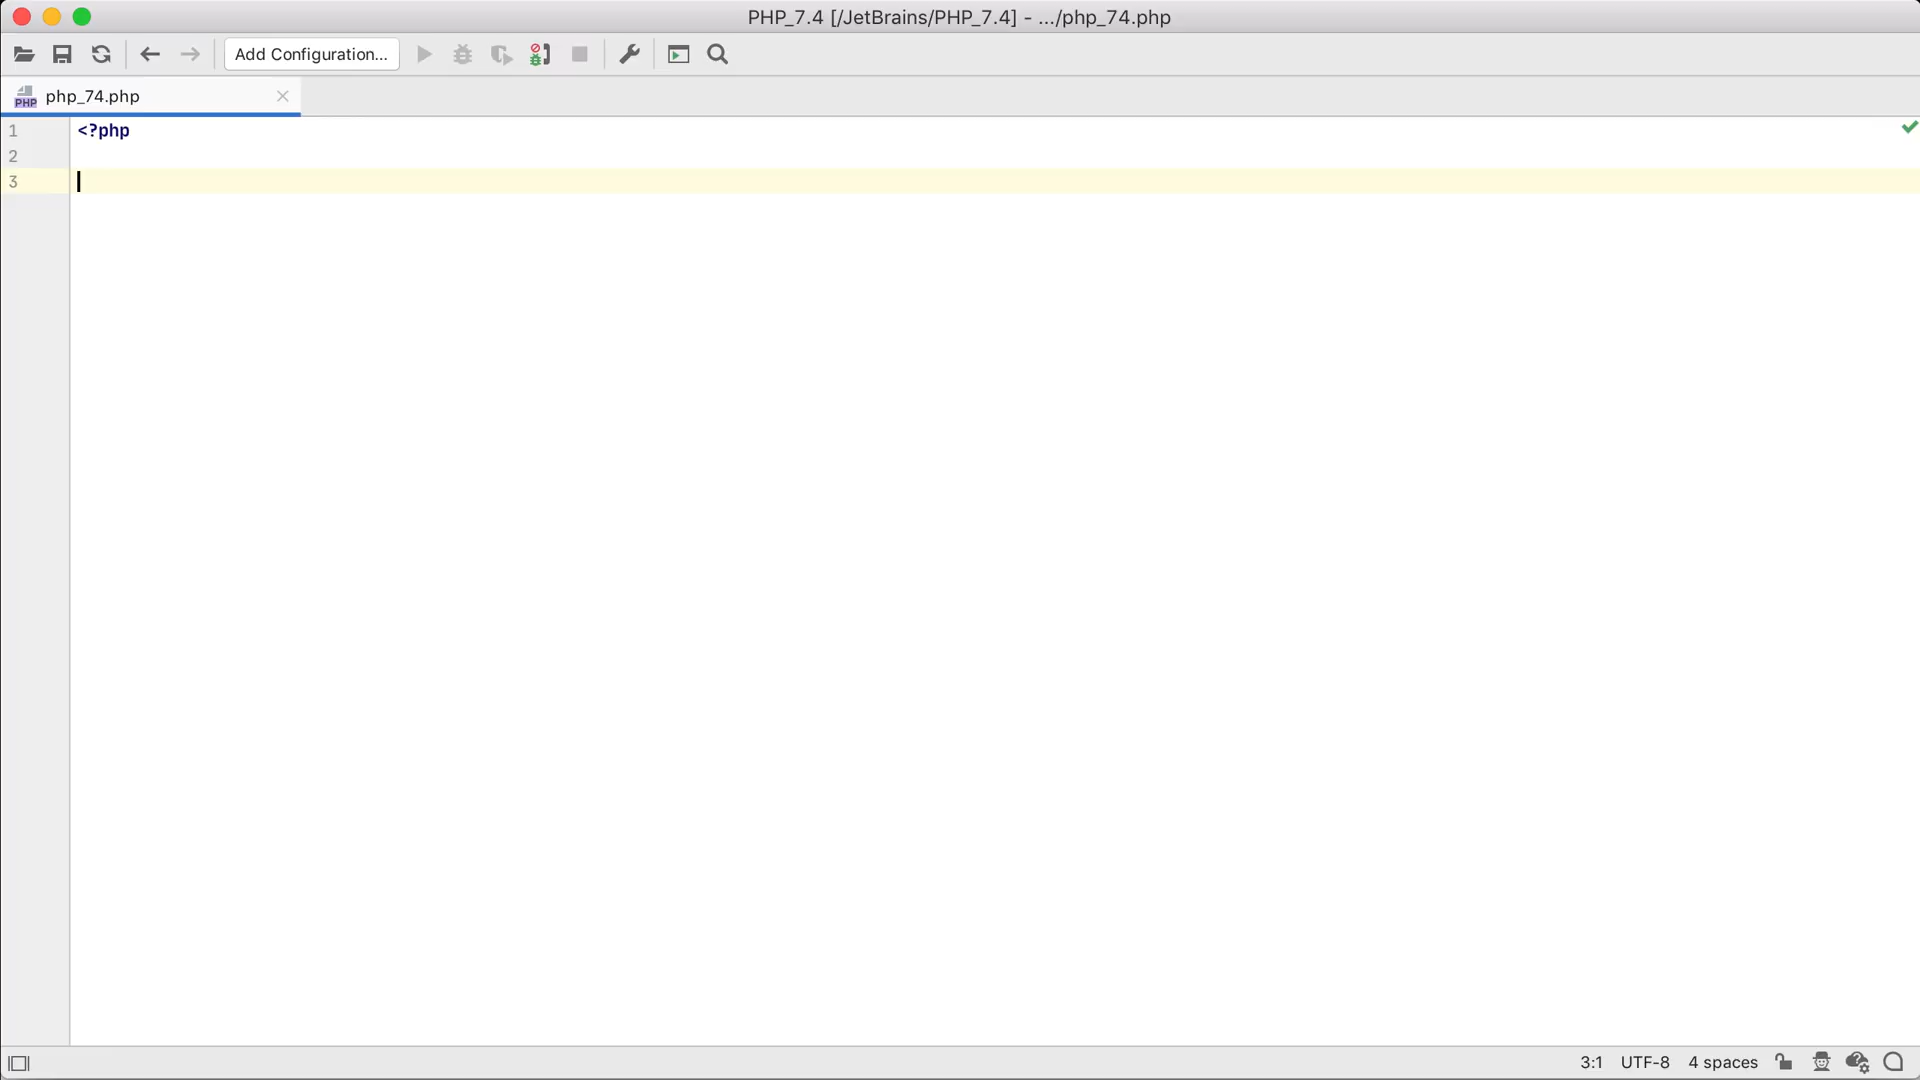 PHP_7.4 [/JetBrains/PHP_7.4] - .../php_74.php
Add Configuration...
PHP php_74.php
1 <?php
2
3
3:1 UTF-8 4 spaces